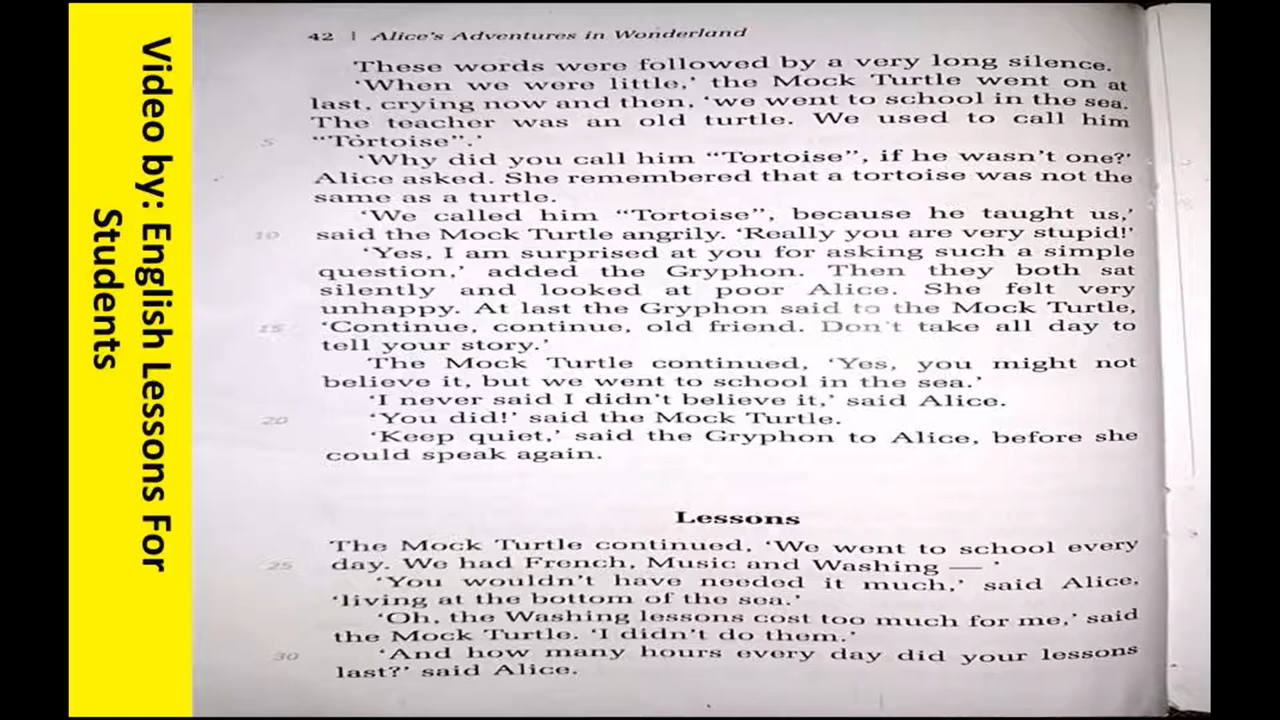 Video by: English Lessons For
Students
42 | Alice's Adventures in Wonderland
These words were followed by a very long silence.
'When we were little,' the Mock Turtle went on at
last, crying now and then, 'we went to school in the sea.
The teacher was an old turtle. We used to call him
5 "Tortoise".'
'Why did you call him "Tortoise", if he wasn't one?'
Alice asked. She remembered that a tortoise was not the
same as a turtle.
'We called him "Tortoise", because he taught us,'
10 said the Mock Turtle angrily. 'Really you are very stupid!'
'Yes, I am surprised at you for asking such a simple
question,' added the Gryphon. Then they both sat
silently and looked at poor Alice. She felt very
unhappy. At last the Gryphon said to the Mock Turtle,
15 'Continue, continue, old friend. Don't take all day to
tell your story.'
The Mock Turtle continued, 'Yes, you might not
believe it, but we went to school in the sea.'
'I never said I didn't believe it,' said Alice.
20 'You did!' said the Mock Turtle.
'Keep quiet,' said the Gryphon to Alice, before she
could speak again.
Lessons
The Mock Turtle continued, 'We went to school every
25 day. We had French, Music and Washing — '
'You wouldn't have needed it much,' said Alice,
'living at the bottom of the sea.'
'Oh, the Washing lessons cost too much for me,' said
the Mock Turtle. 'I didn't do them.'
30 'And how many hours every day did your lessons
last?' said Alice.